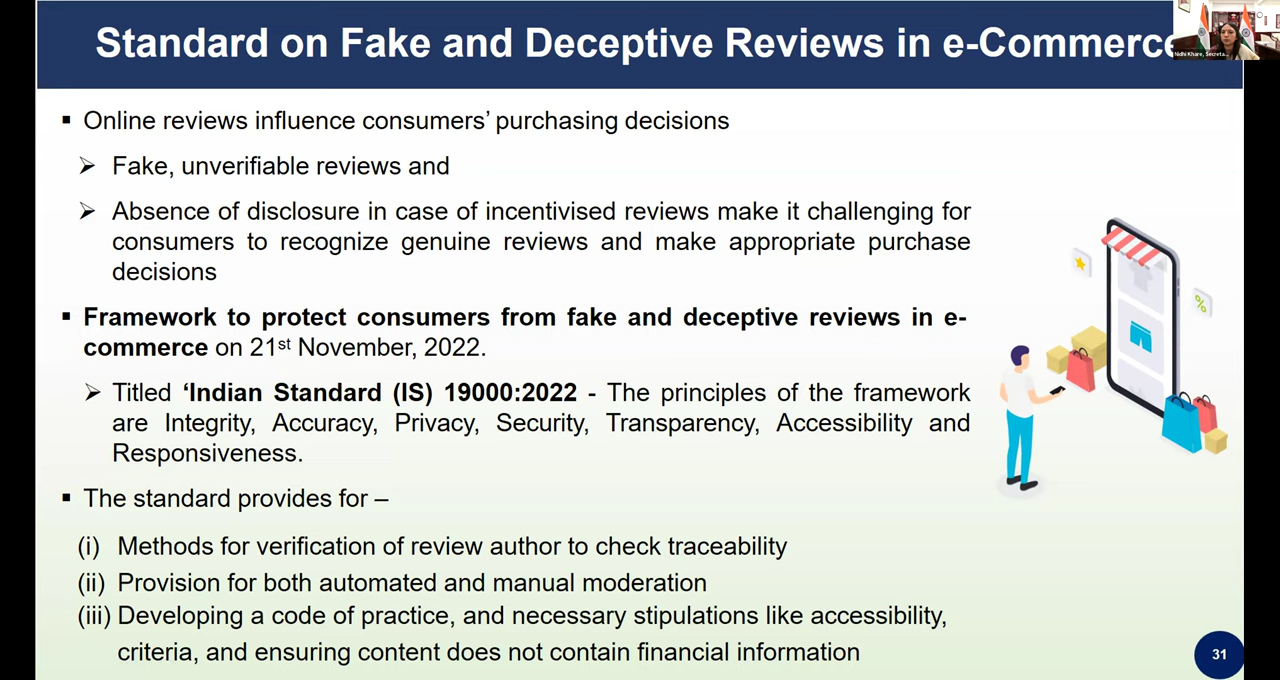 Standard on Fake and Deceptive Reviews in e-Commerce
Nidhi Khare, Secreta...
▪ Online reviews influence consumers’ purchasing decisions
➢ Fake, unverifiable reviews and
➢ Absence of disclosure in case of incentivised reviews make it challenging for
consumers to recognize genuine reviews and make appropriate purchase
decisions
▪ Framework to protect consumers from fake and deceptive reviews in e-
commerce on 21st November, 2022.
➢ Titled ‘Indian Standard (IS) 19000:2022 - The principles of the framework
are Integrity, Accuracy, Privacy, Security, Transparency, Accessibility and
Responsiveness.
▪ The standard provides for –
(i) Methods for verification of review author to check traceability
(ii) Provision for both automated and manual moderation
(iii) Developing a code of practice, and necessary stipulations like accessibility,
criteria, and ensuring content does not contain financial information
%
31